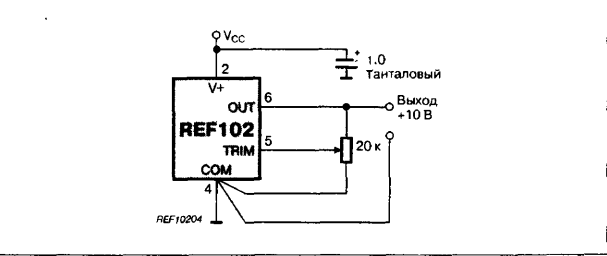 Vcc
2
1.0
Танталовый
V+
OUT
6
Выход
+10 В
REF102
TRIM
5
20 к
COM
4
REF10204